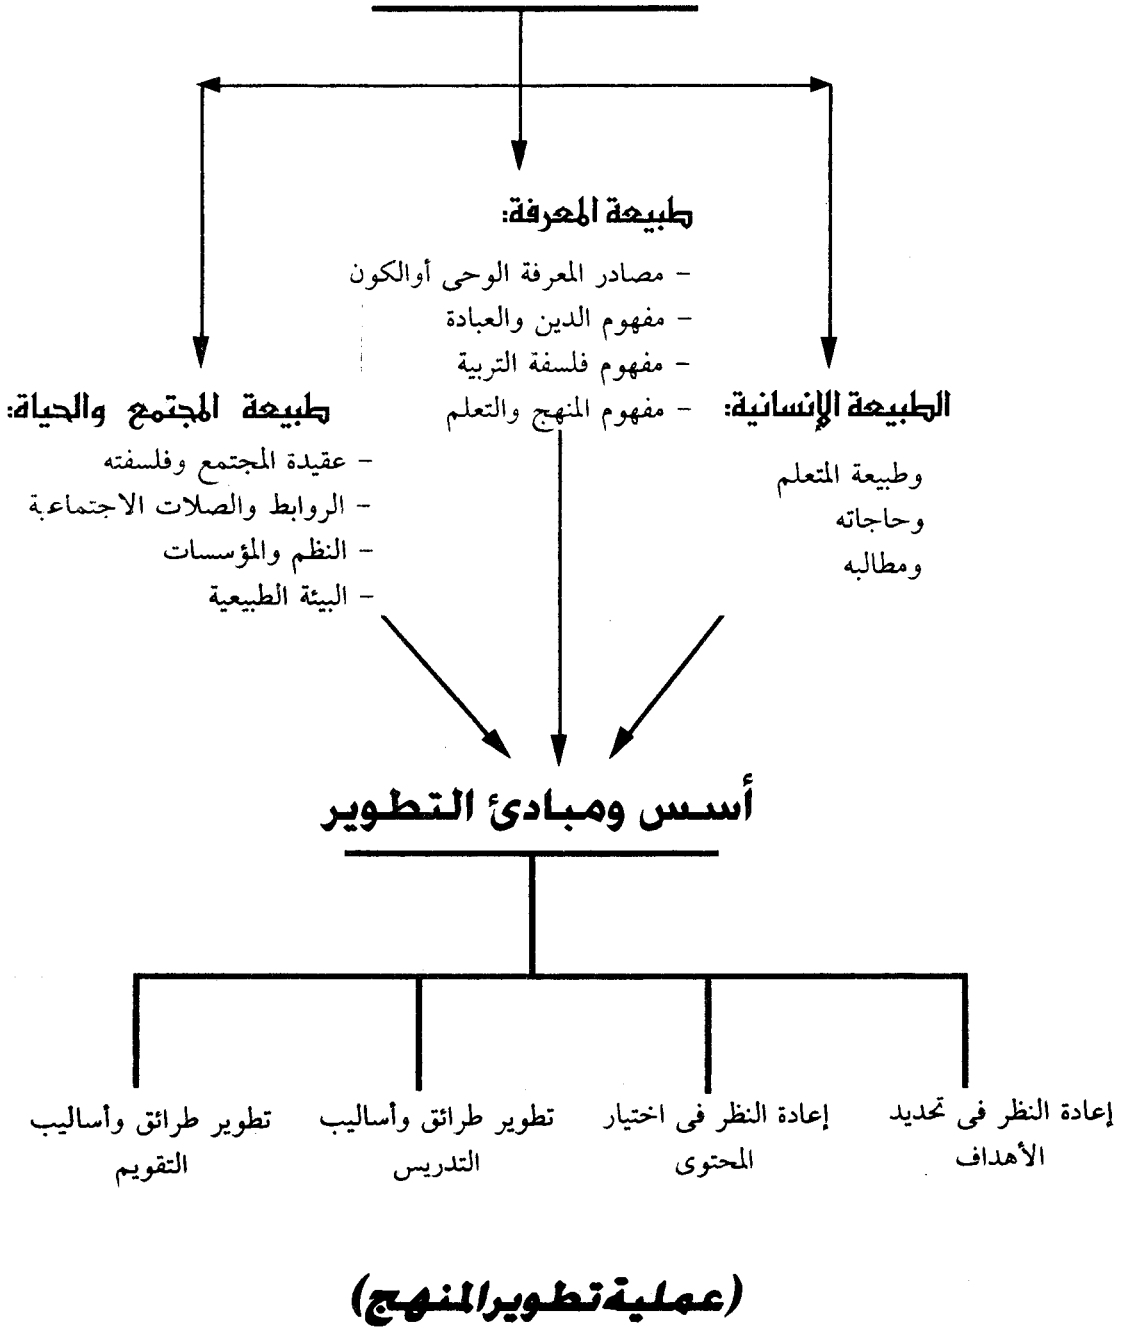 طبيعة المعرفة:
- مصادر المعرفة الوحى أوالكون
- مفهوم الدين والعبادة
- مفهوم فلسفة التربية
- مفهوم المنهج والتعلم
الطبيعة الإنسانية:
وطبيعة المتعلم
وحاجاته
ومطالبه
طبيعة المجتمع والحياة:
- عقيدة المجتمع وفلسفته
- الروابط والصلات الاجتماعية
- النظم والمؤسسات
- البيئة الطبيعية
أسس ومبادئ التطوير
إعادة النظر فى تحديد
الأهداف
إعادة النظر فى اختيار
المحتوى
تطوير طرائق وأساليب
التدريس
تطوير طرائق وأساليب
التقويم
(عملية تطوير المنهج)